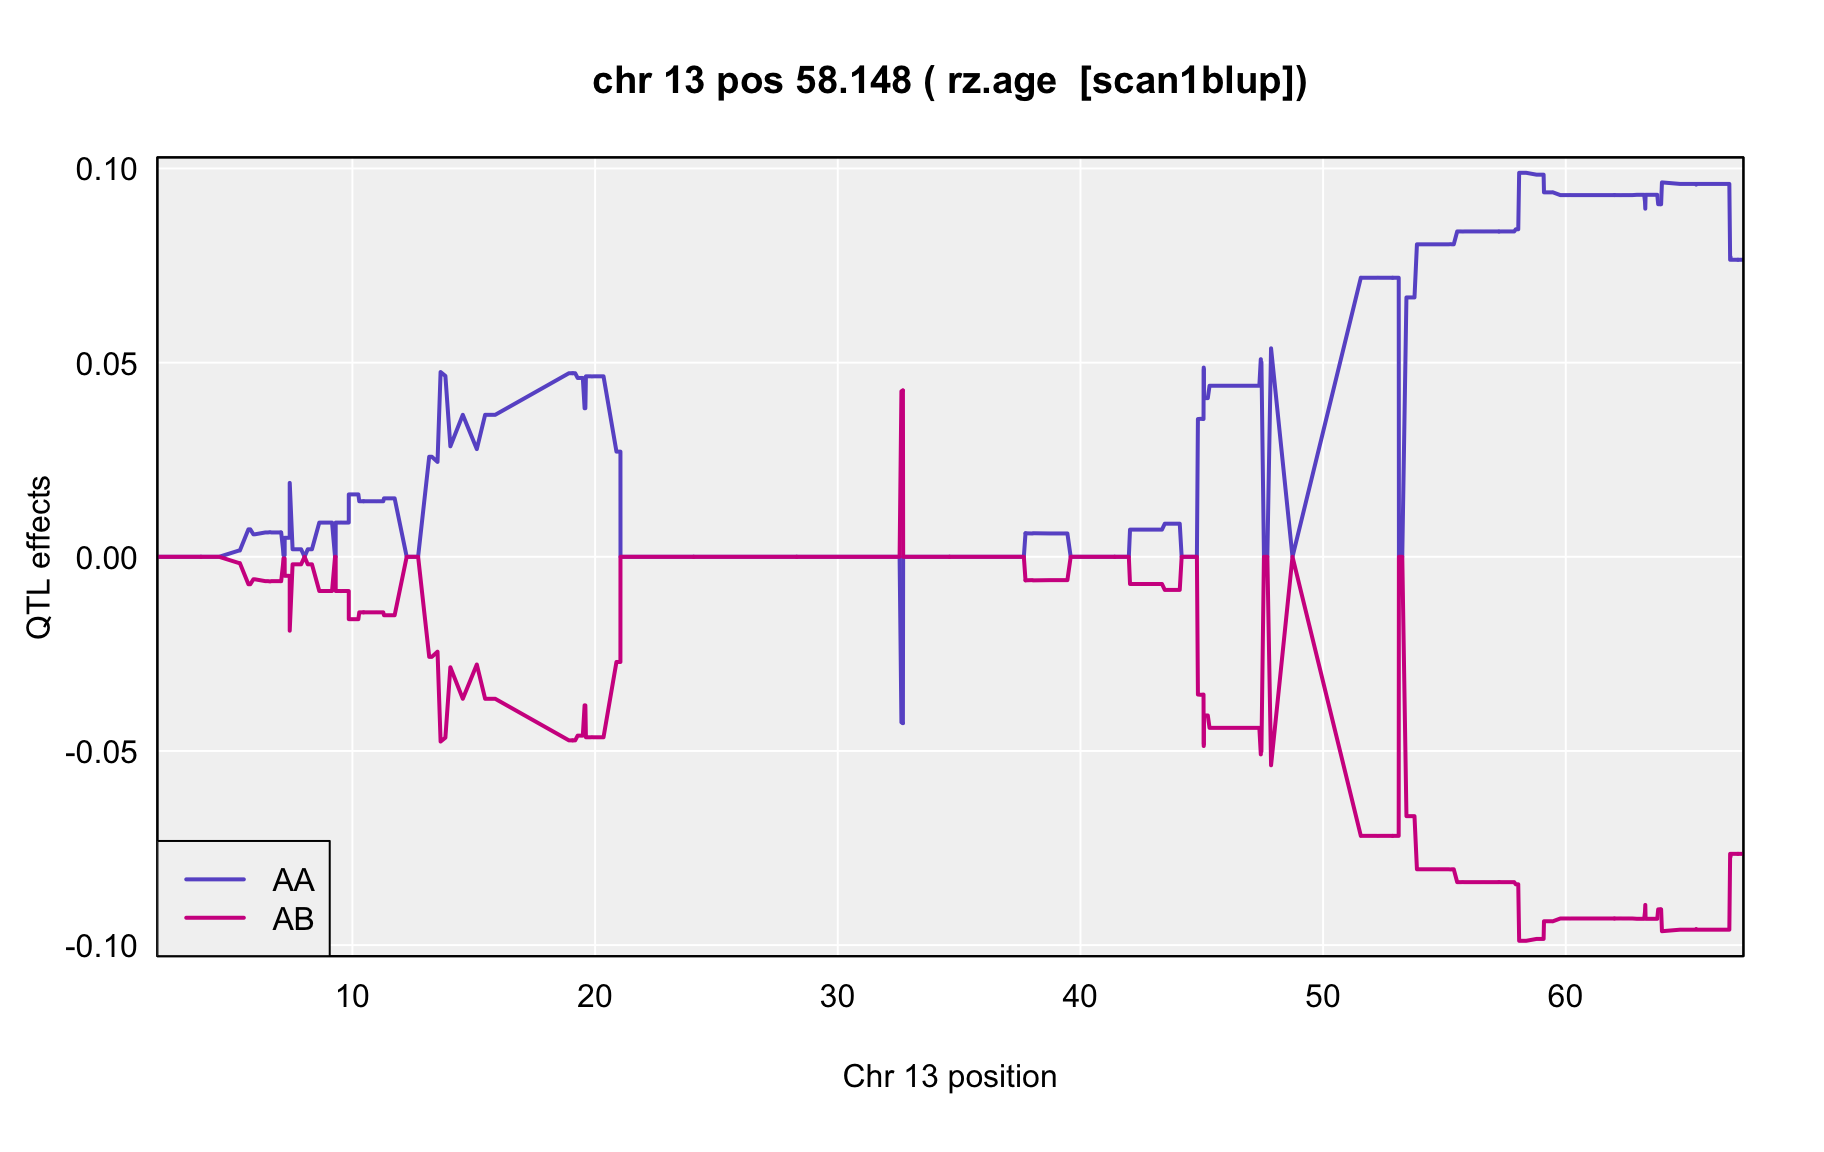 chr 13 pos 58.148 ( rz.age  [scan1blup])
0.10
0.05
0.00
-0.05
-0.10
QTL effects
AA
AB
10 20 30 40 50 60
Chr 13 position